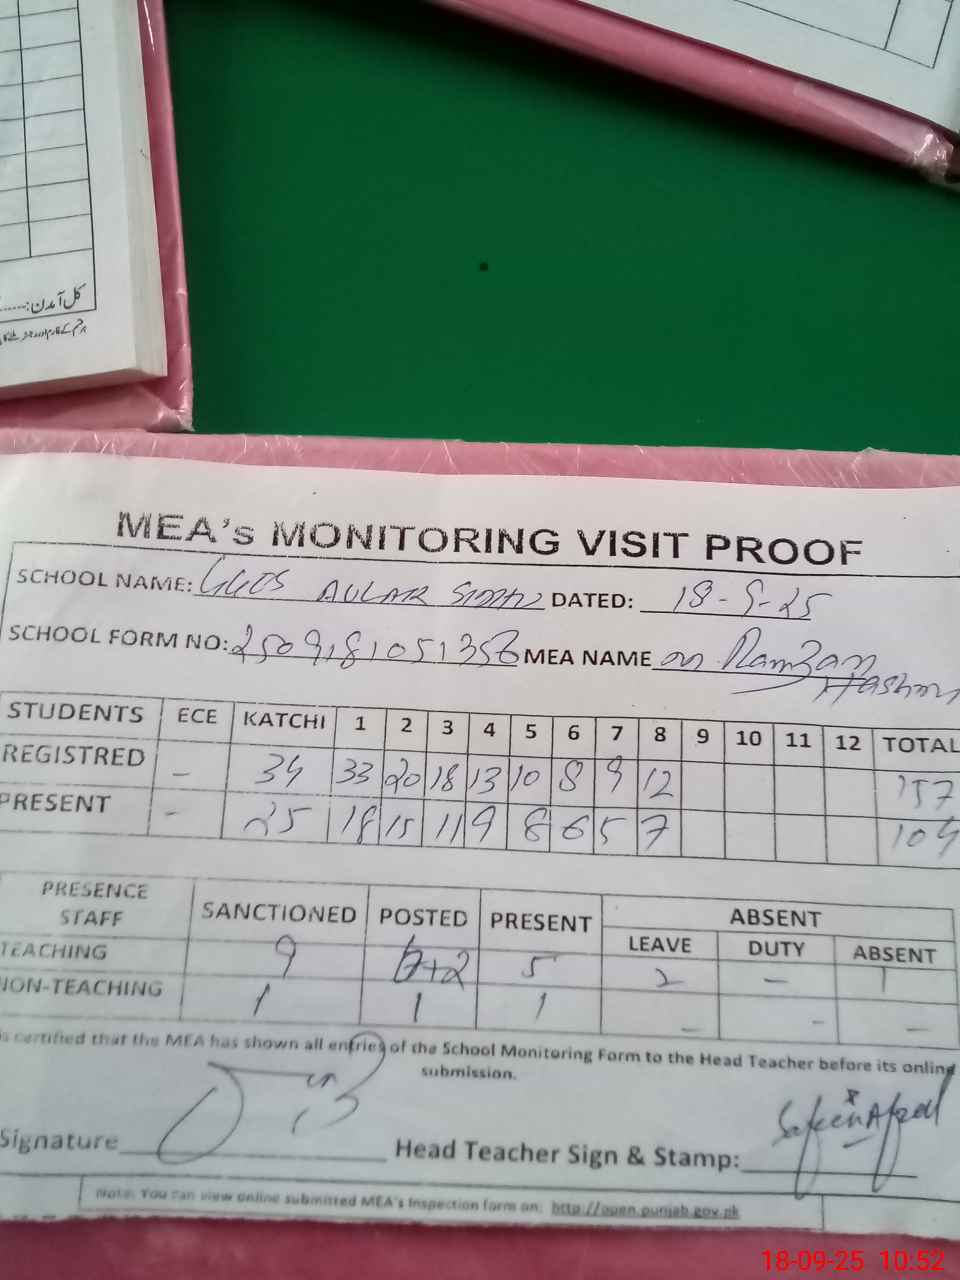 کل آمدن:......
MEA's MONITORING VISIT PROOF
SCHOOL NAME: GGES AULAK SIDHU DATED: 18-9-25
SCHOOL FORM NO: 2509181051356 MEA NAME on Ramzan Hashmi
STUDENTS ECE KATCHI 1 2 3 4 5 6 7 8 9 10 11 12 TOTAL
REGISTRED - 34 33 20 18 13 10 8 9 12 157
PRESENT - 25 18 15 11 9 8 6 5 7 104
PRESENCE STAFF SANCTIONED POSTED PRESENT ABSENT
LEAVE DUTY ABSENT
TEACHING 9 6+2 5 2 - 1
NON-TEACHING 1 1 1 - - -
is certified that the MEA has shown all entries of the School Monitoring Form to the Head Teacher before its online
submission.
Signature Head Teacher Sign & Stamp:
Note: You can view online submitted MEA's Inspection form on: http://open.punjab.gov.pk
18-09-25 10:52